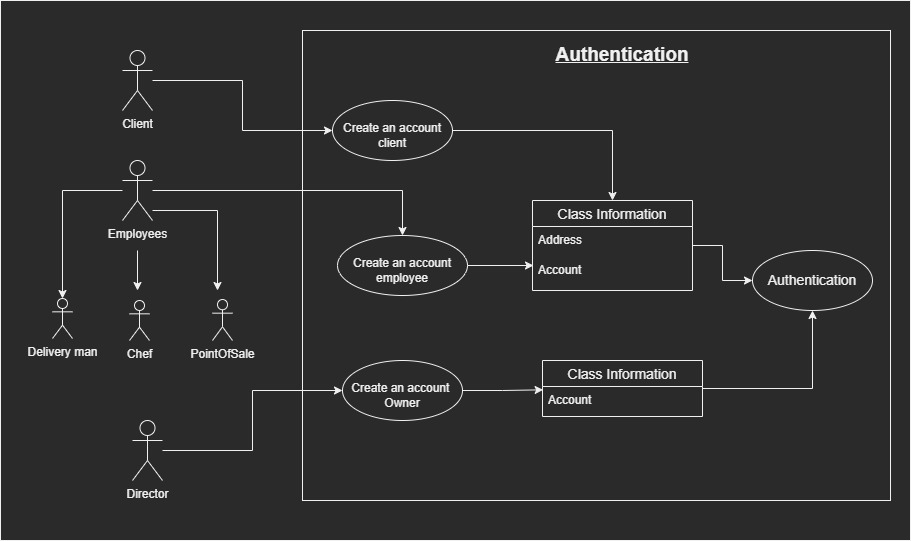 Authentication
Client
Create an account
client
Employees
Class Information
Address
Account
Create an account
employee
Authentication
Delivery man
Chef
PointOfSale
Class Information
Account
Create an account
Owner
Director